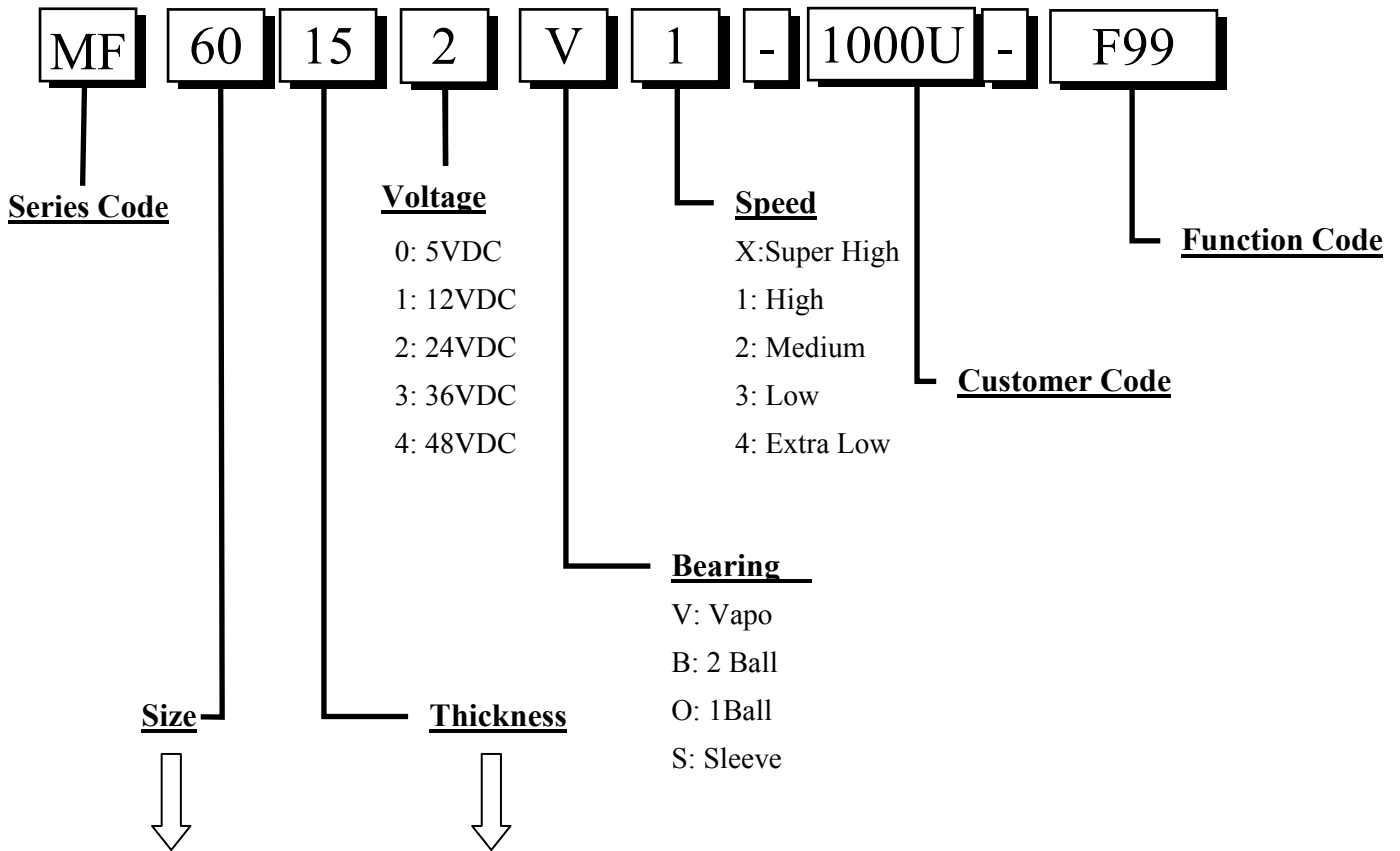 MF 60 15 2 V 1 - 1000U - F99
Series Code
Voltage
0: 5VDC
1: 12VDC
2: 24VDC
3: 36VDC
4: 48VDC
Speed
X:Super High
1: High
2: Medium
3: Low
4: Extra Low
Function Code
Customer Code
Bearing
V: Vapo
B: 2 Ball
O: 1Ball
S: Sleeve
Size
Thickness